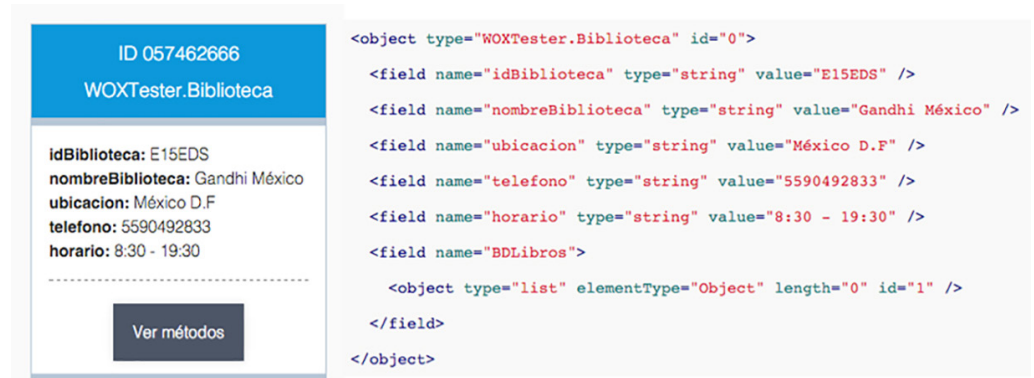 ID 057462666
WOXTester.Biblioteca
idBiblioteca: E15EDS
nombreBiblioteca: Gandhi México
ubicacion: México D.F
telefono: 5590492833
horario: 8:30 - 19:30
Ver métodos
<object type="WOXTester.Biblioteca" id="0">
<field name="idBiblioteca" type="string" value="E15EDS" />
<field name="nombreBiblioteca" type="string" value="Gandhi México" />
<field name="ubicacion" type="string" value="México D.F" />
<field name="telefono" type="string" value="5590492833" />
<field name="horario" type="string" value="8:30 - 19:30" />
<field name="BDLibros">
<object type="list" elementType="Object" length="0" id="1" />
</field>
</object>